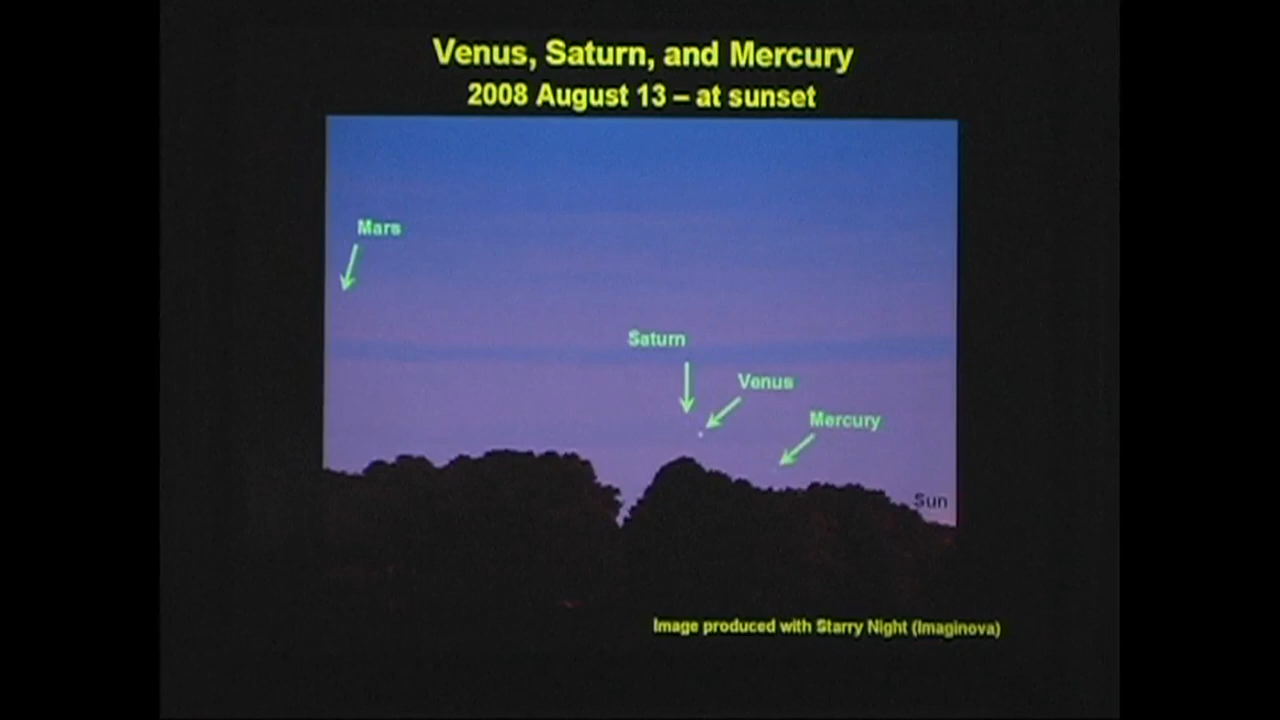 Venus, Saturn, and Mercury
2008 August 13 – at sunset
Mars
Saturn
Venus
Mercury
Sun
Image produced with Starry Night (Imaginova)